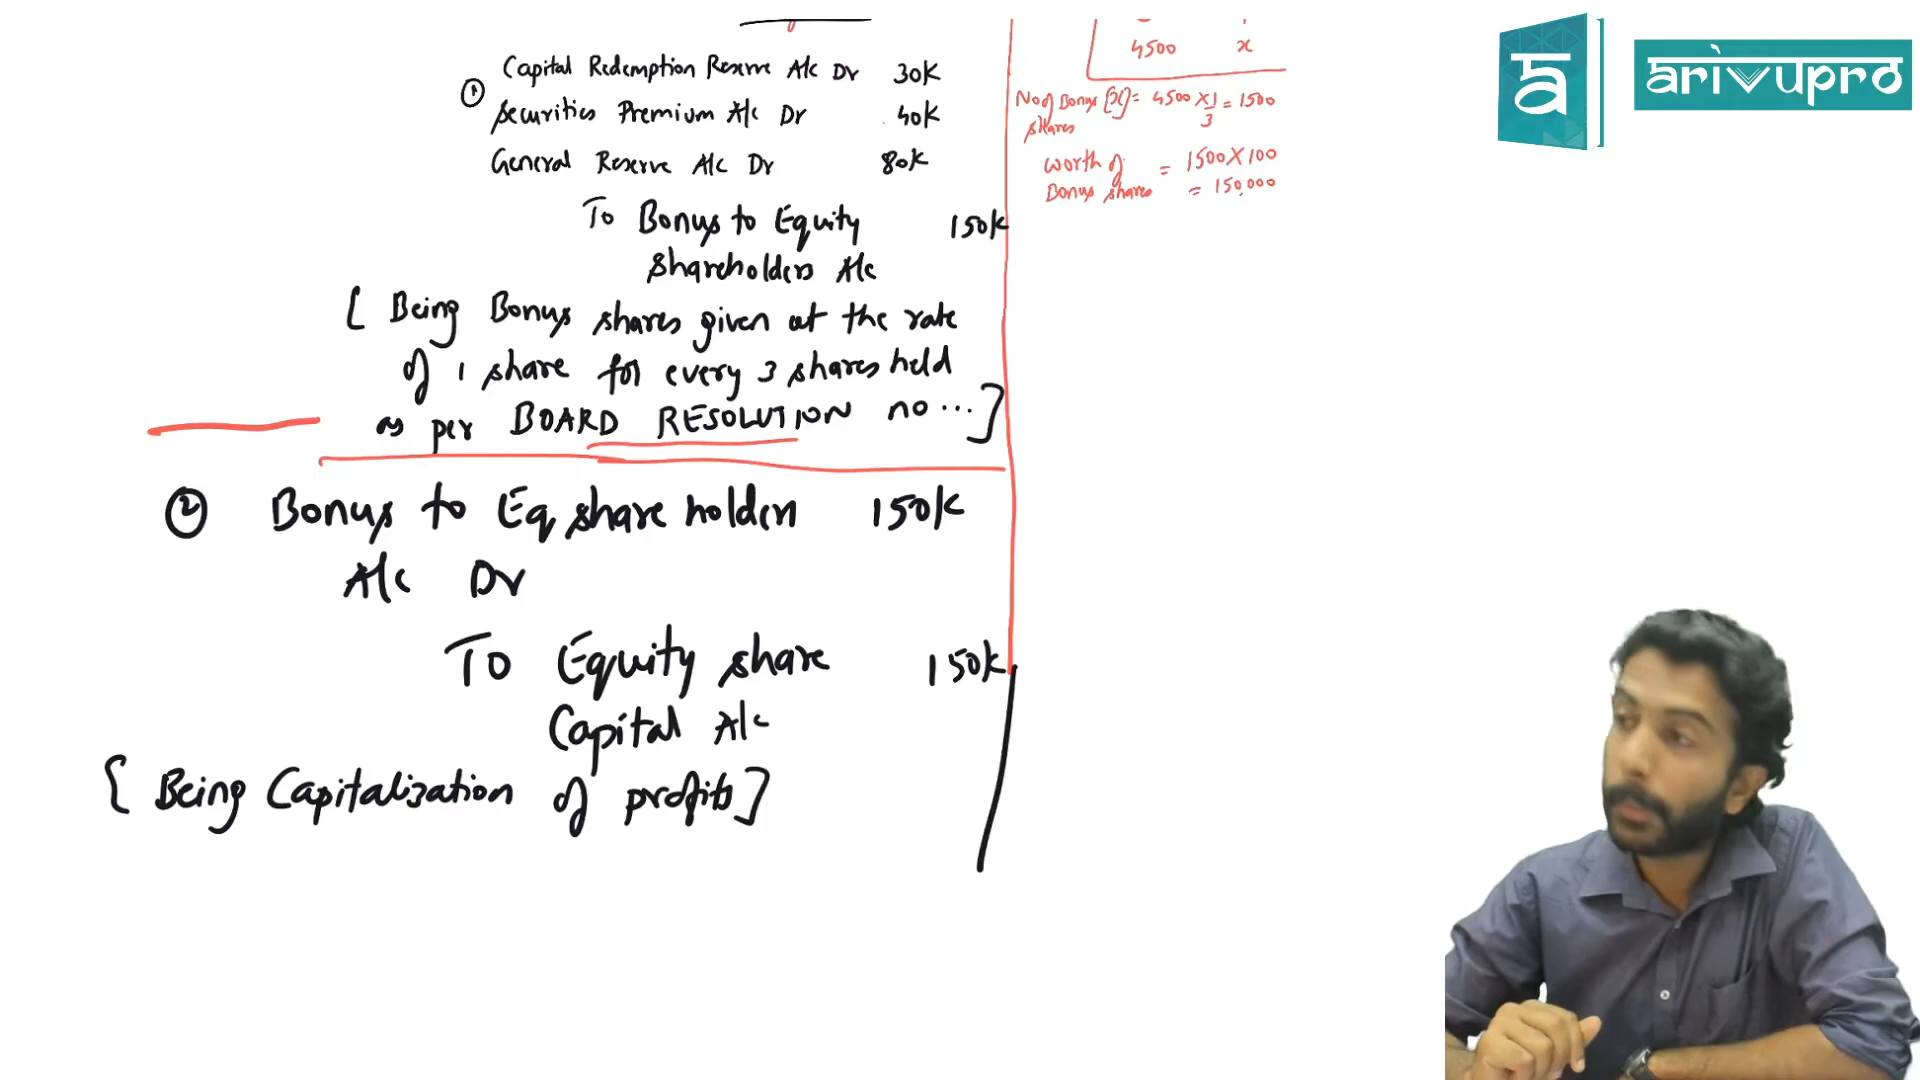 Capital Redemption Reserve A/c Dr 30K
① Securities Premium A/c Dr 40K
General Reserve A/c Dr 80K
To Bonus to Equity 150K
Shareholders A/c
[ Being Bonus shares given at the rate
of 1 share for every 3 shares held
as per BOARD RESOLUTION no ... ]
② Bonus to Eq share holders 150K
A/c Dr
To Equity share 150K
Capital A/c
{ Being Capitalization of profits ]
4500 x
No of Bonus [x] = 4500 x 1/3 = 1500
shares
worth of = 1500 X 100
Bonus shares = 150,000
a
arivupro